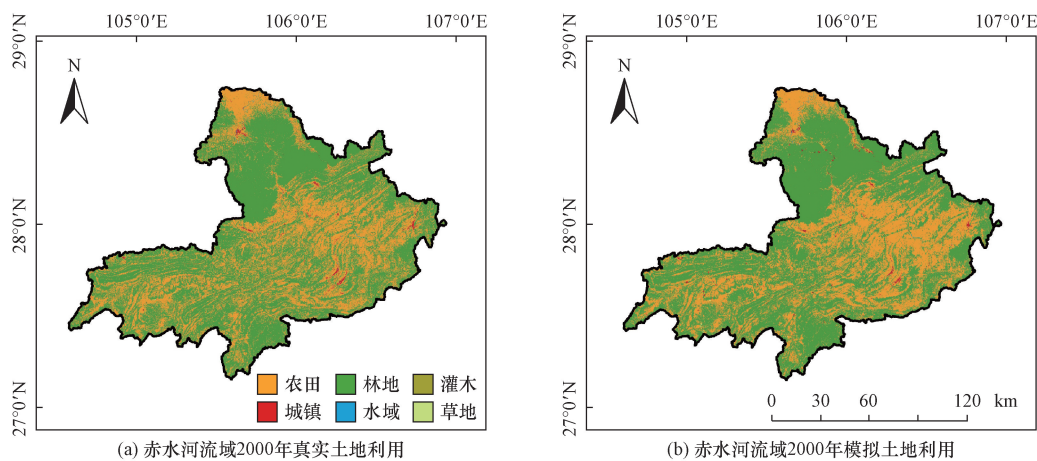 105°0′E 106°0′E 107°0′E
29°0′N
28°0′N
27°0′N
N
农田 林地 灌木
城镇 水域 草地
(a) 赤水河流域2000年真实土地利用
105°0′E 106°0′E 107°0′E
29°0′N
28°0′N
27°0′N
N
0 30 60 120 km
(b) 赤水河流域2000年模拟土地利用